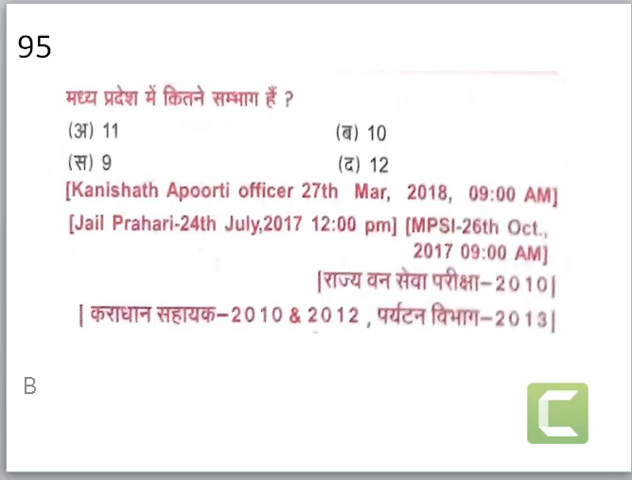 95
मध्य प्रदेश में कितने सम्भाग हैं ?
(अ) 11 (ब) 10
(स) 9 (द) 12
[Kanishath Apoorti officer 27th Mar, 2018, 09:00 AM]
[Jail Prahari-24th July,2017 12:00 pm] [MPSI-26th Oct.,
2017 09:00 AM]
|राज्य वन सेवा परीक्षा–2010|
| कराधान सहायक–2010 & 2012 , पर्यटन विभाग–2013|
B